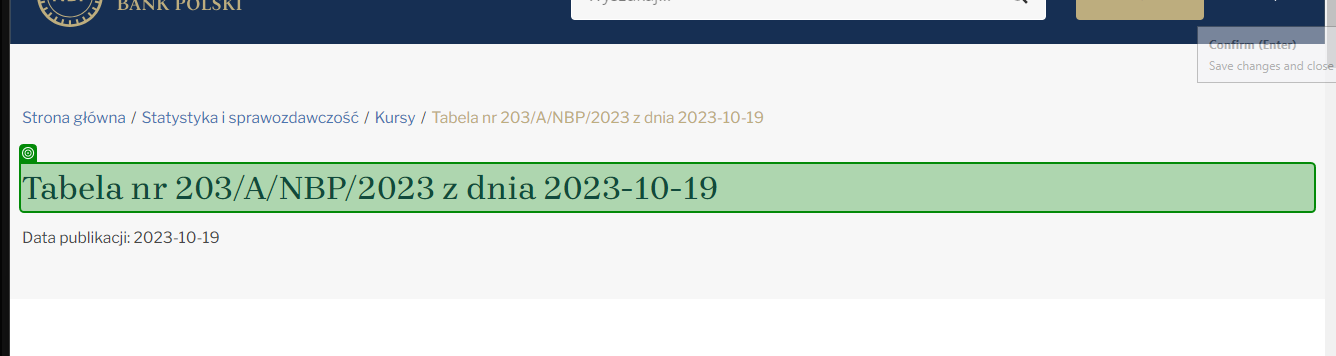 BANK POLSKI
Wyszukaj...
Confirm (Enter)
Save changes and close
Strona główna / Statystyka i sprawozdawczość / Kursy / Tabela nr 203/A/NBP/2023 z dnia 2023-10-19
Tabela nr 203/A/NBP/2023 z dnia 2023-10-19
Data publikacji: 2023-10-19